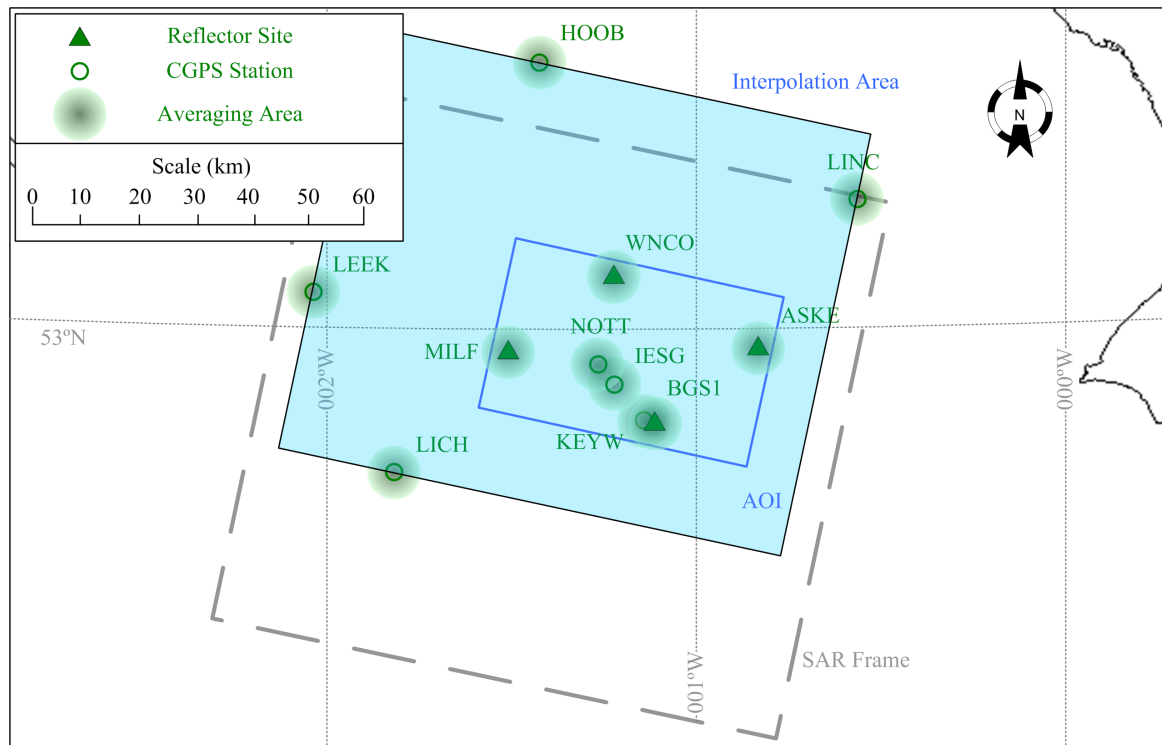 Reflector Site
CGPS Station
Averaging Area
Scale (km)
0 10 20 30 40 50 60
HOOB
Interpolation Area
N
LINC
WNCO
LEEK
53ºN
NOTT
ASKE
MILF
IESG
BGS1
002ºW
000ºW
KEYW
LICH
AOI
001ºW
SAR Frame